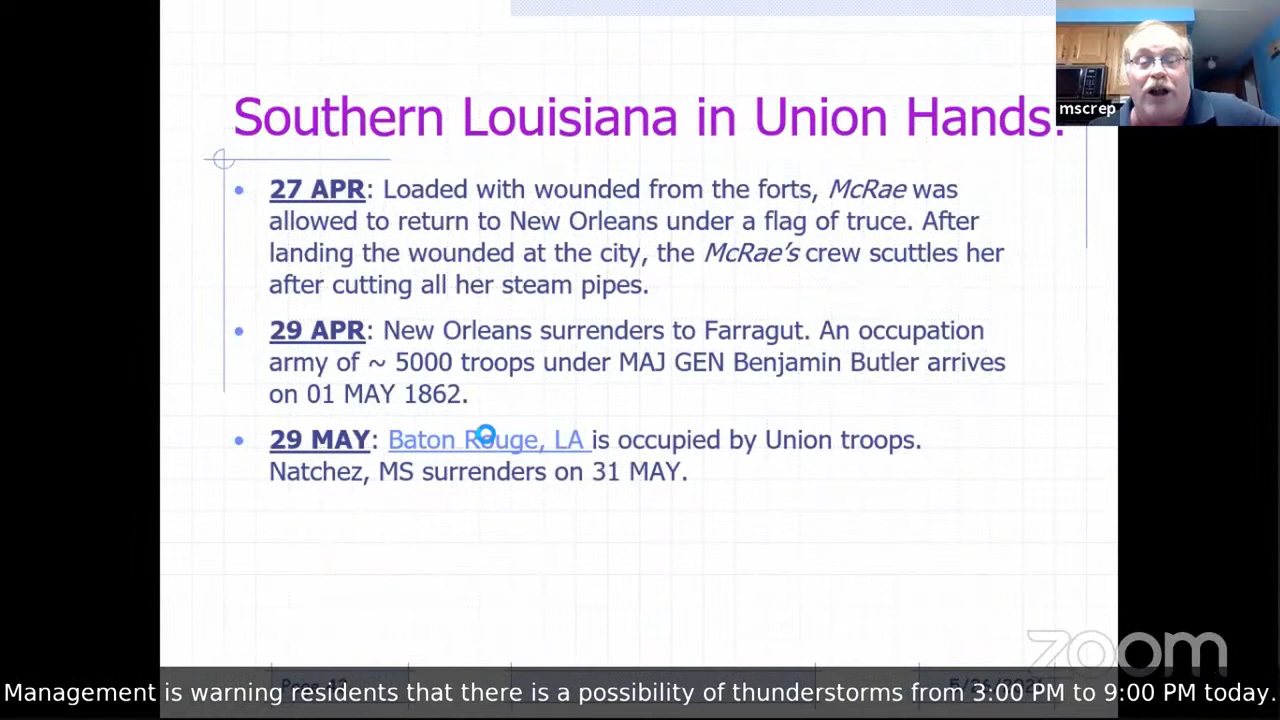 Southern Louisiana in Union Hands.
mscrep
• 27 APR: Loaded with wounded from the forts, McRae was
allowed to return to New Orleans under a flag of truce. After
landing the wounded at the city, the McRae's crew scuttles her
after cutting all her steam pipes.
• 29 APR: New Orleans surrenders to Farragut. An occupation
army of ~ 5000 troops under MAJ GEN Benjamin Butler arrives
on 01 MAY 1862.
• 29 MAY: Baton Rouge, LA is occupied by Union troops.
Natchez, MS surrenders on 31 MAY.
zoom
Management is warning residents that there is a possibility of thunderstorms from 3:00 PM to 9:00 PM today.